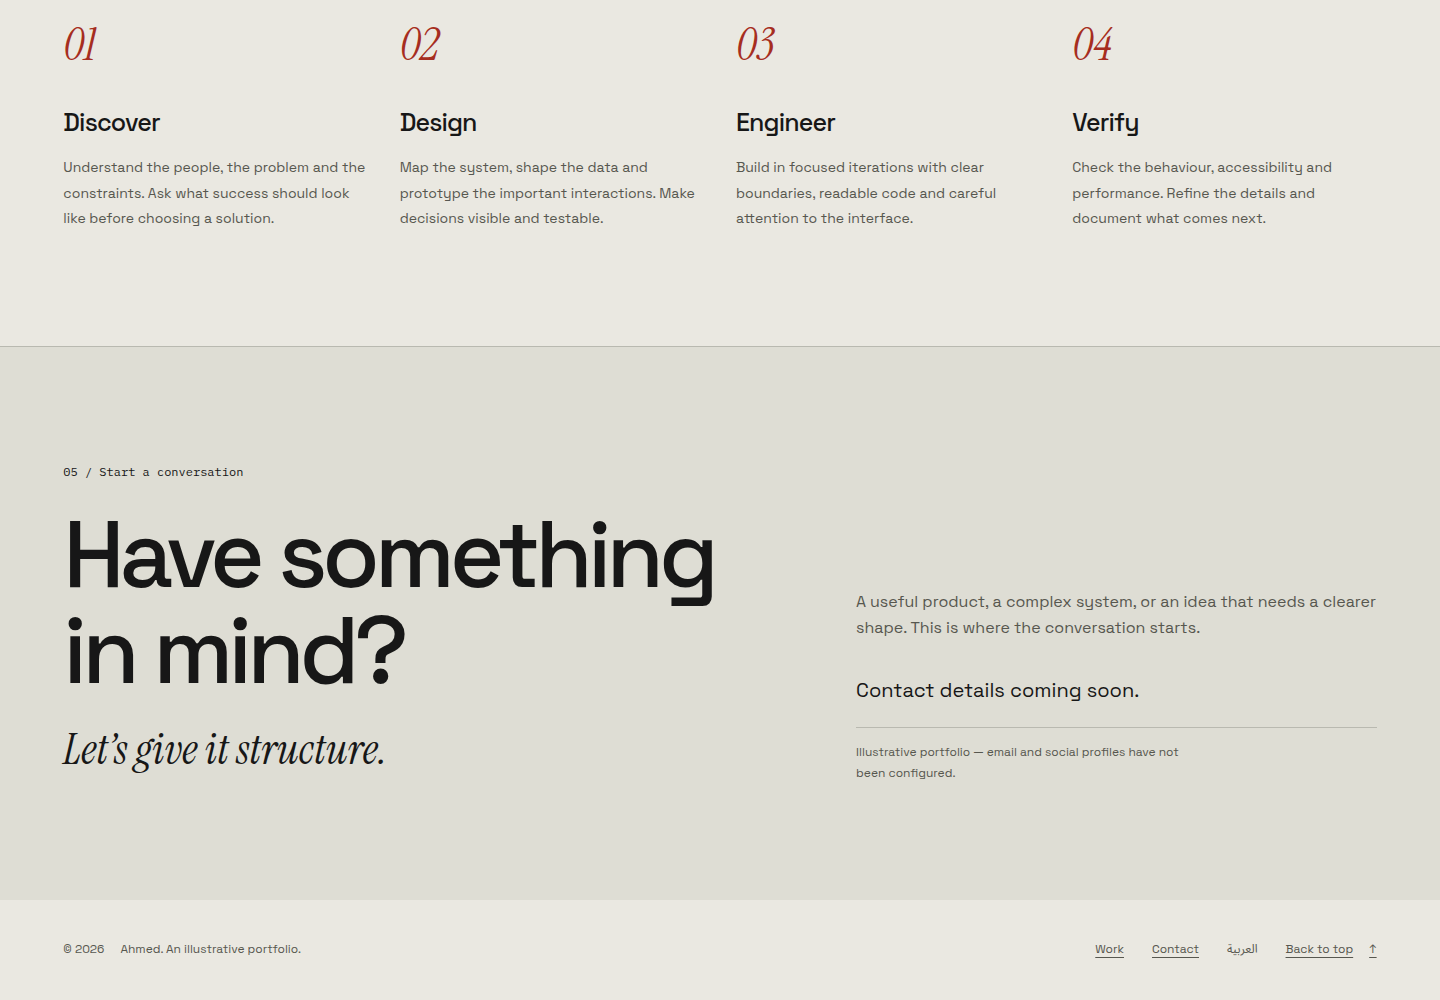 01
Discover
Understand the people, the problem and the
constraints. Ask what success should look
like before choosing a solution.
02
Design
Map the system, shape the data and
prototype the important interactions. Make
decisions visible and testable.
03
Engineer
Build in focused iterations with clear
boundaries, readable code and careful
attention to the interface.
04
Verify
Check the behaviour, accessibility and
performance. Refine the details and
document what comes next.
05 / Start a conversation
Have something
in mind?
Let’s give it structure.
A useful product, a complex system, or an idea that needs a clearer
shape. This is where the conversation starts.
Contact details coming soon.
Illustrative portfolio — email and social profiles have not
been configured.
© 2026 Ahmed. An illustrative portfolio.
Work Contact العربية Back to top ↑